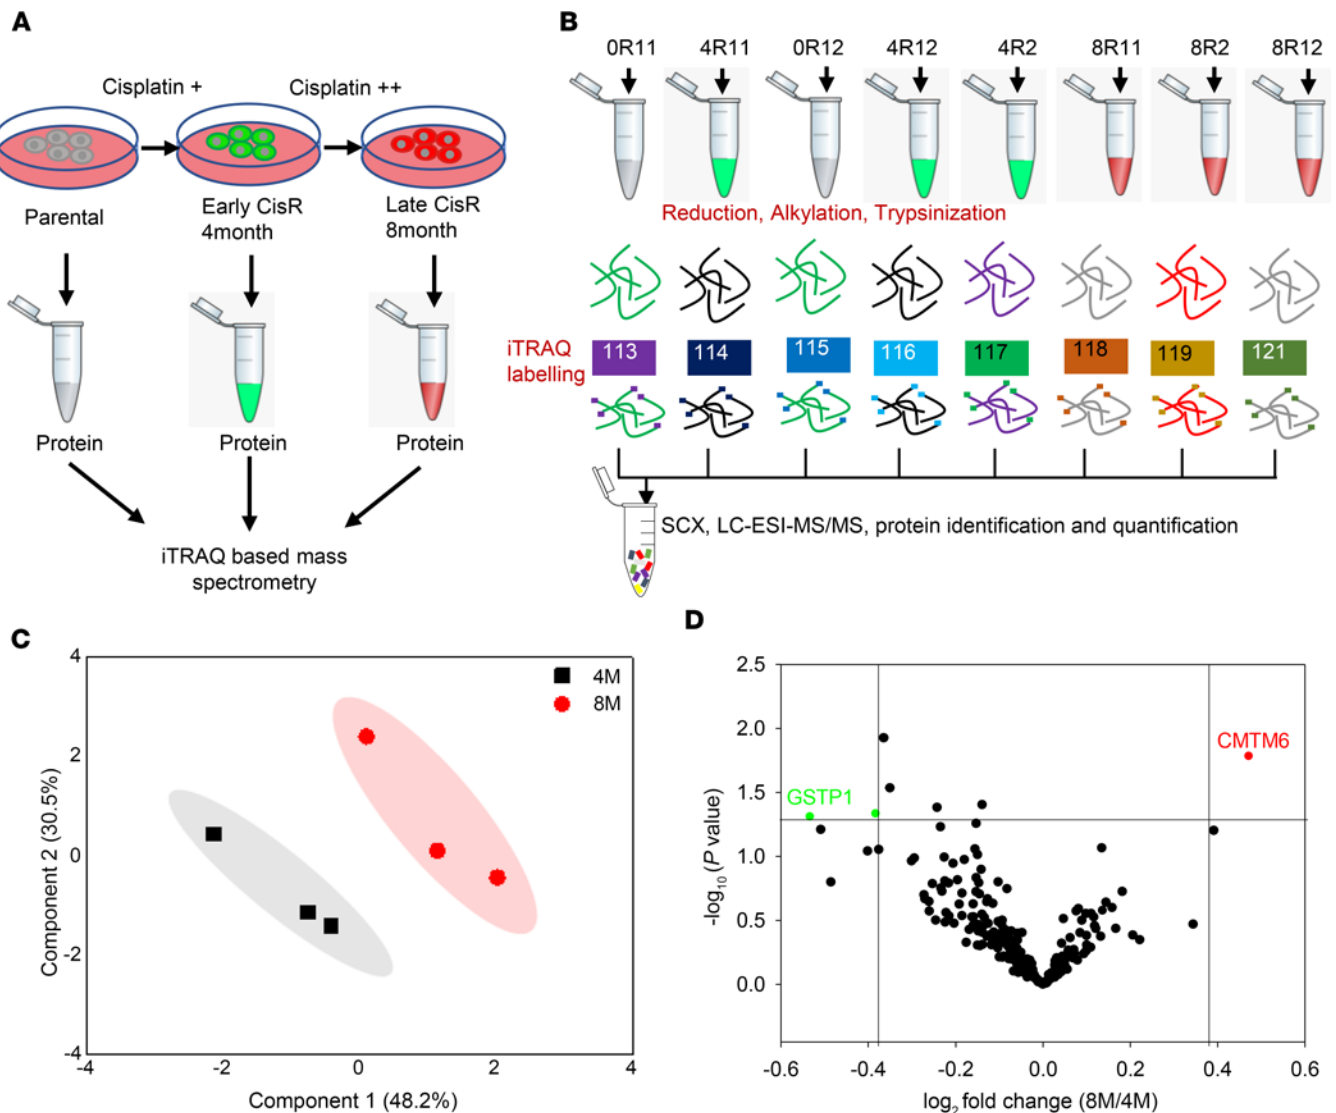 A
Cisplatin +
Cisplatin ++
Parental
Early CisR
4month
Late CisR
8month
Protein
Protein
Protein
iTRAQ based mass
spectrometry
B
0R11 4R11 0R12 4R12 4R2 8R11 8R2 8R12
Reduction, Alkylation, Trypsinization
iTRAQ
labelling
113 114 115 116 117 118 119 121
SCX, LC-ESI-MS/MS, protein identification and quantification
C
4
2
0
-2
-4
-4 -2 0 2 4
Component 2 (30.5%)
Component 1 (48.2%)
4M
8M
D
2.5
2.0
1.5
1.0
0.5
0.0
-0.6 -0.4 -0.2 0.0 0.2 0.4 0.6
-log10 (P value)
log2 fold change (8M/4M)
GSTP1
CMTM6